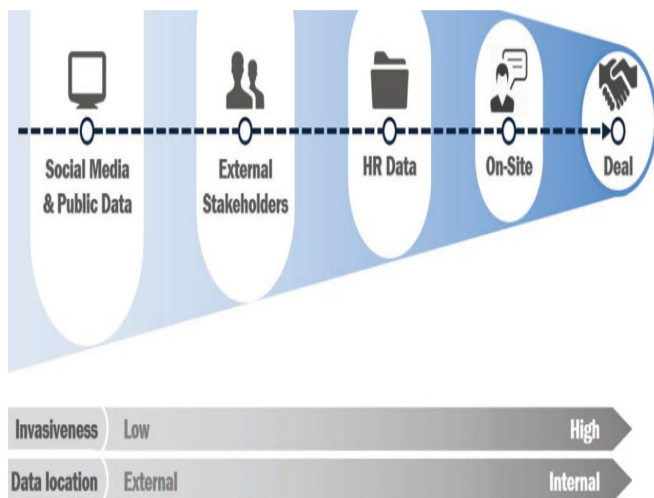 Social Media
& Public Data
External
Stakeholders
HR Data
On-Site
Deal
Invasiveness Low High
Data location External Internal